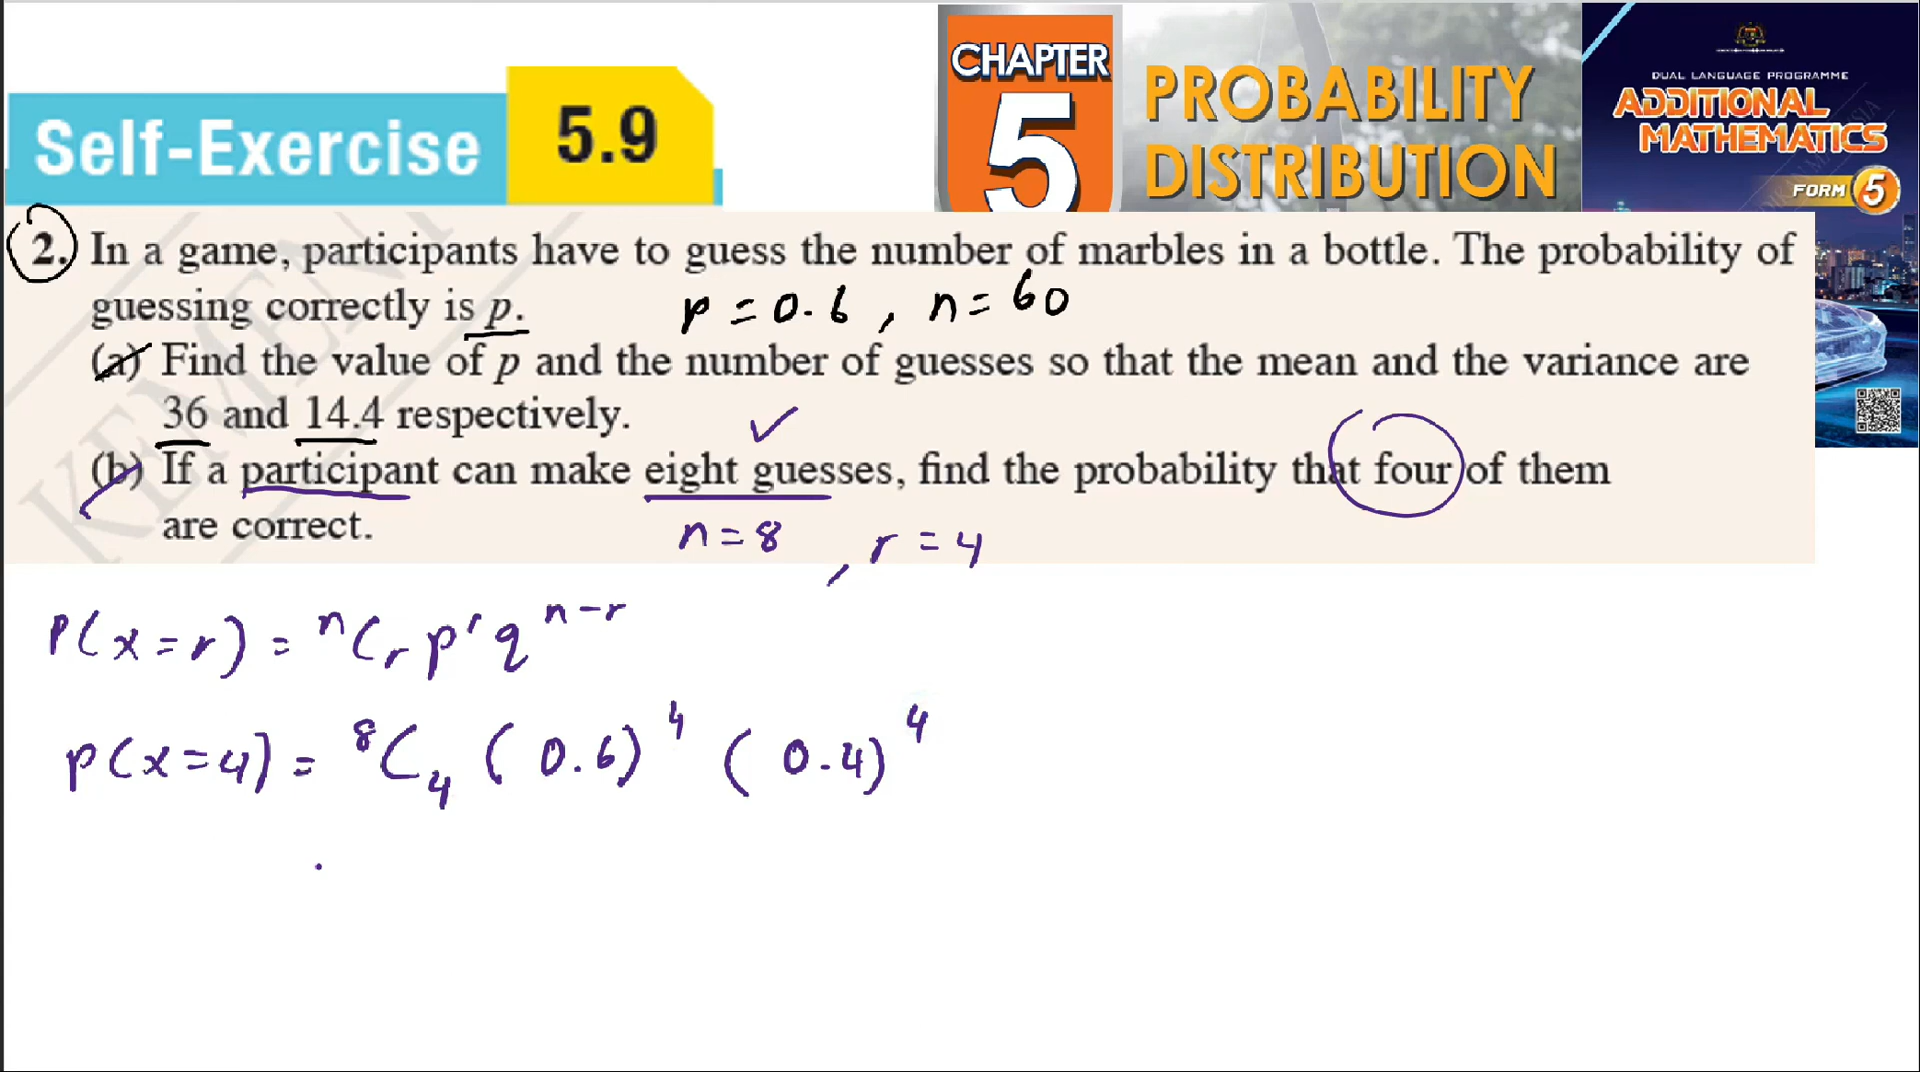 Self-Exercise 5.9
CHAPTER 5
PROBABILITY
DISTRIBUTION
DUAL LANGUAGE PROGRAMME
ADDITIONAL
MATHEMATICS
FORM 5
2. In a game, participants have to guess the number of marbles in a bottle. The probability of
guessing correctly is p.
p = 0.6 , n = 60
(a) Find the value of p and the number of guesses so that the mean and the variance are
36 and 14.4 respectively.
(b) If a participant can make eight guesses, find the probability that four of them
are correct.
n = 8 , r = 4
P(x=r) = ⁿCᵣ pʳ qⁿ⁻ʳ
P(x=4) = ⁸C₄ (0.6)⁴ (0.4)⁴
KEMEN